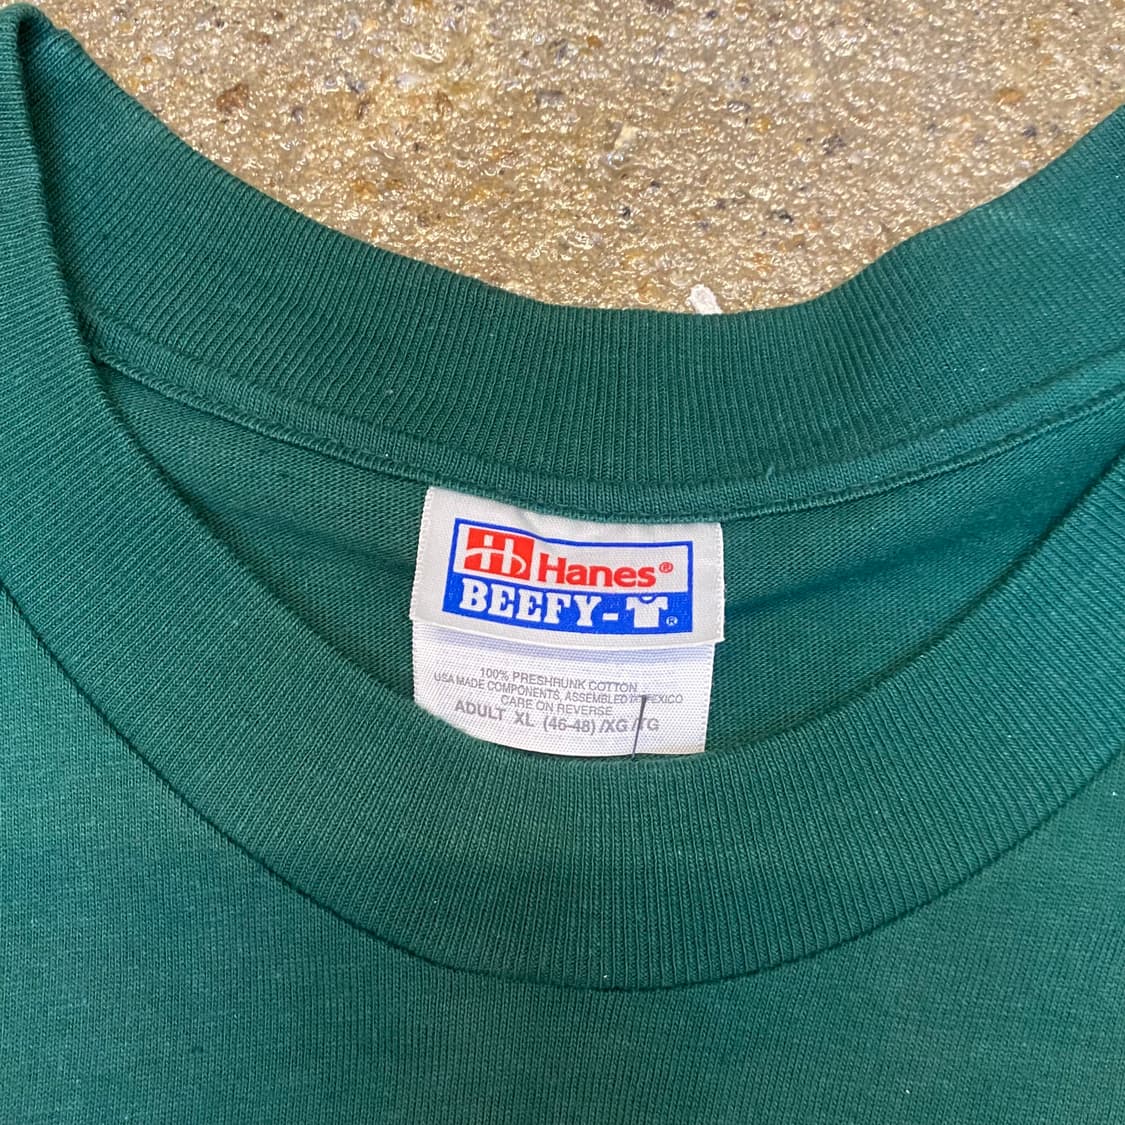 Hanes®
BEEFY-T®
100% PRESHRUNK COTTON
USA MADE COMPONENTS, ASSEMBLED MEXICO
CARE ON REVERSE
ADULT XL (46-48) /XG /TG